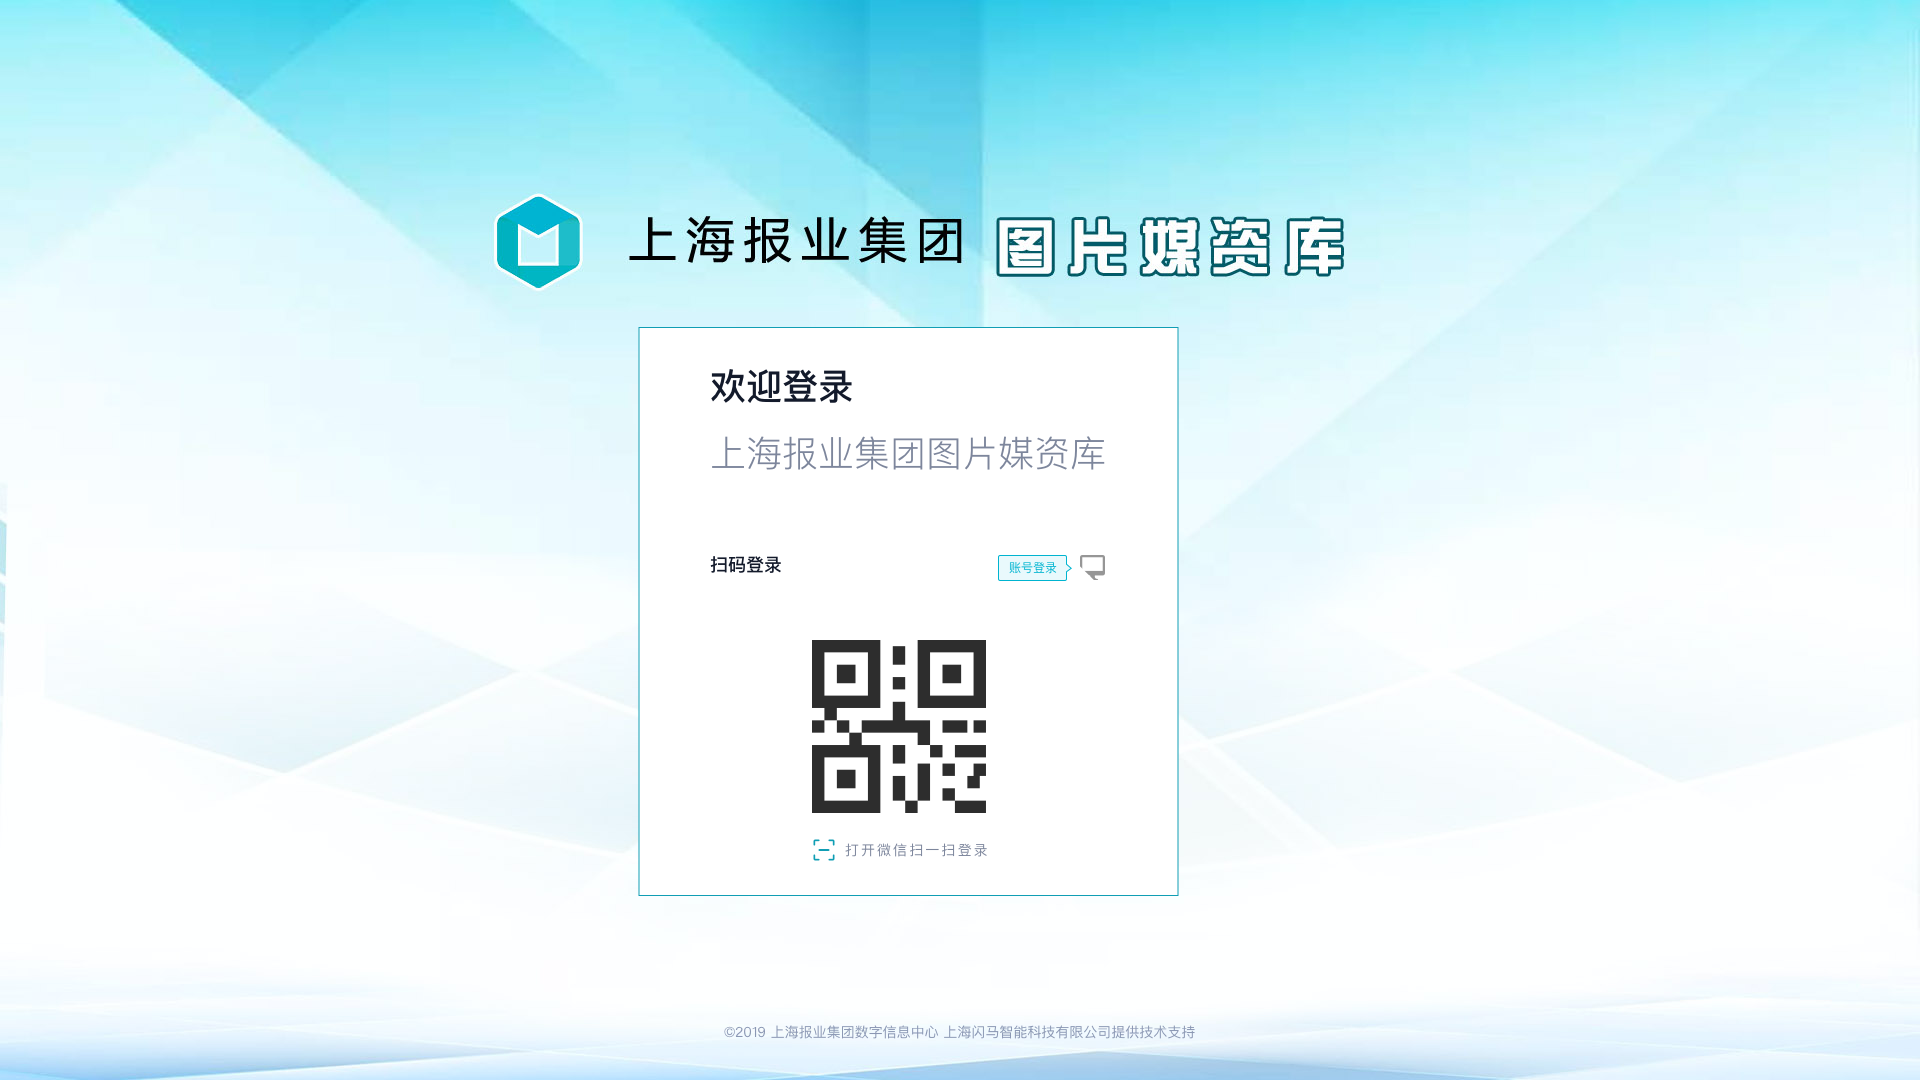 上海报业集团 图片媒资库
欢迎登录
上海报业集团图片媒资库
扫码登录
账号登录
打开微信扫一扫登录
©2019 上海报业集团数字信息中心 上海闪马智能科技有限公司提供技术支持